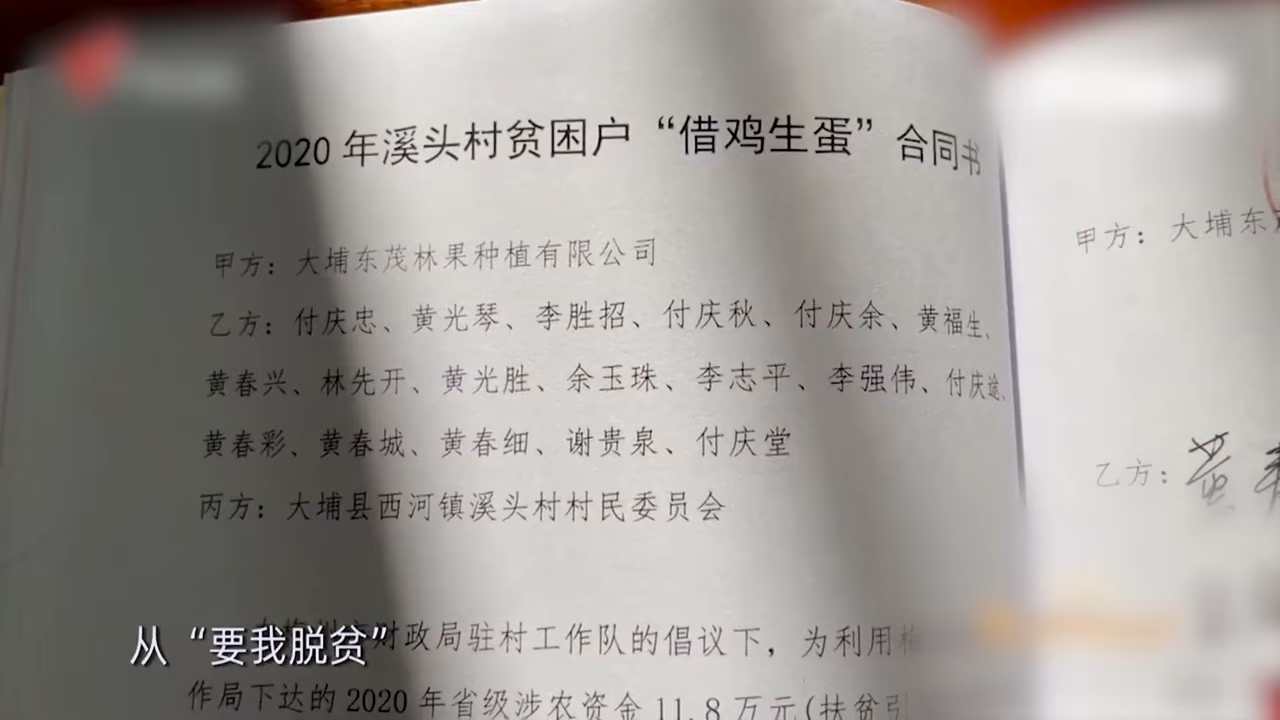 2020年溪头村贫困户“借鸡生蛋”合同书
甲方：大埔东茂林果种植有限公司
乙方：付庆忠、黄光琴、李胜招、付庆秋、付庆余、黄福生、
黄春兴、林先开、黄光胜、余玉珠、李志平、李强伟、付庆
黄春彩、黄春城、黄春细、谢贵泉、付庆堂
丙方：大埔县西河镇溪头村村民委员会
财政局驻村工作队的倡议下，为利用
作局下达的2020年省级涉农资金11.8万元(扶贫引
甲方：大埔东
乙方：黄春
从“要我脱贫”